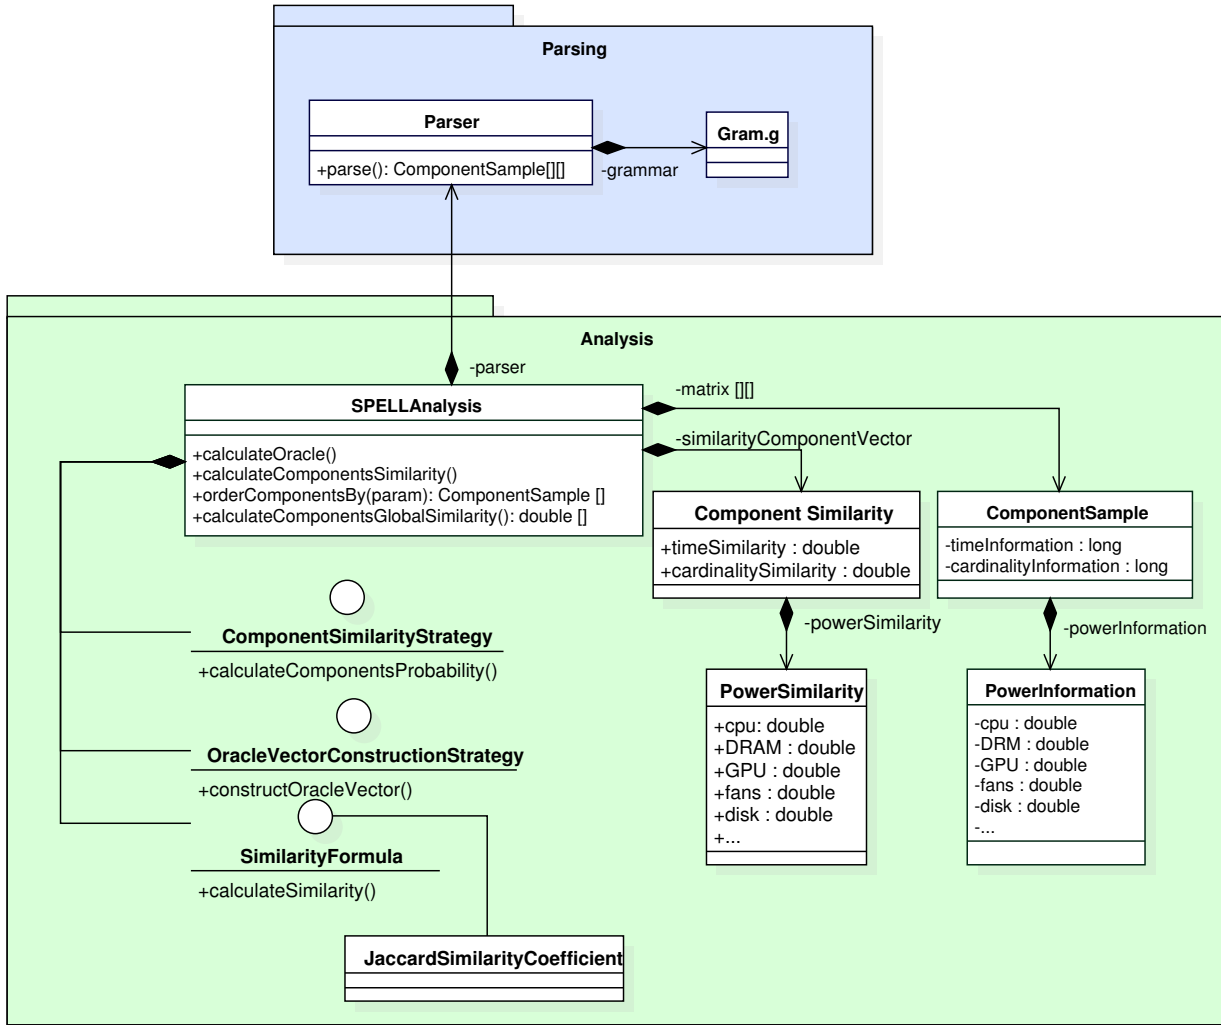 Parsing
Parser
+parse(): ComponentSample[][]
-grammar
Gram.g
Analysis
-parser
SPELLAnalysis
+calculateOracle()
+calculateComponentsSimilarity()
+orderComponentsBy(param): ComponentSample []
+calculateComponentsGlobalSimilarity(): double []
-matrix [][]
-similarityComponentVector
Component Similarity
+timeSimilarity : double
+cardinalitySimilarity : double
ComponentSample
-timeInformation : long
-cardinalityInformation : long
-powerSimilarity
-powerInformation
ComponentSimilarityStrategy
+calculateComponentsProbability()
OracleVectorConstructionStrategy
+constructOracleVector()
SimilarityFormula
+calculateSimilarity()
JaccardSimilarityCoefficient
PowerSimilarity
+cpu: double
+DRAM : double
+GPU : double
+fans : double
+disk : double
+...
PowerInformation
-cpu : double
-DRM : double
-GPU : double
-fans : double
-disk : double
-...